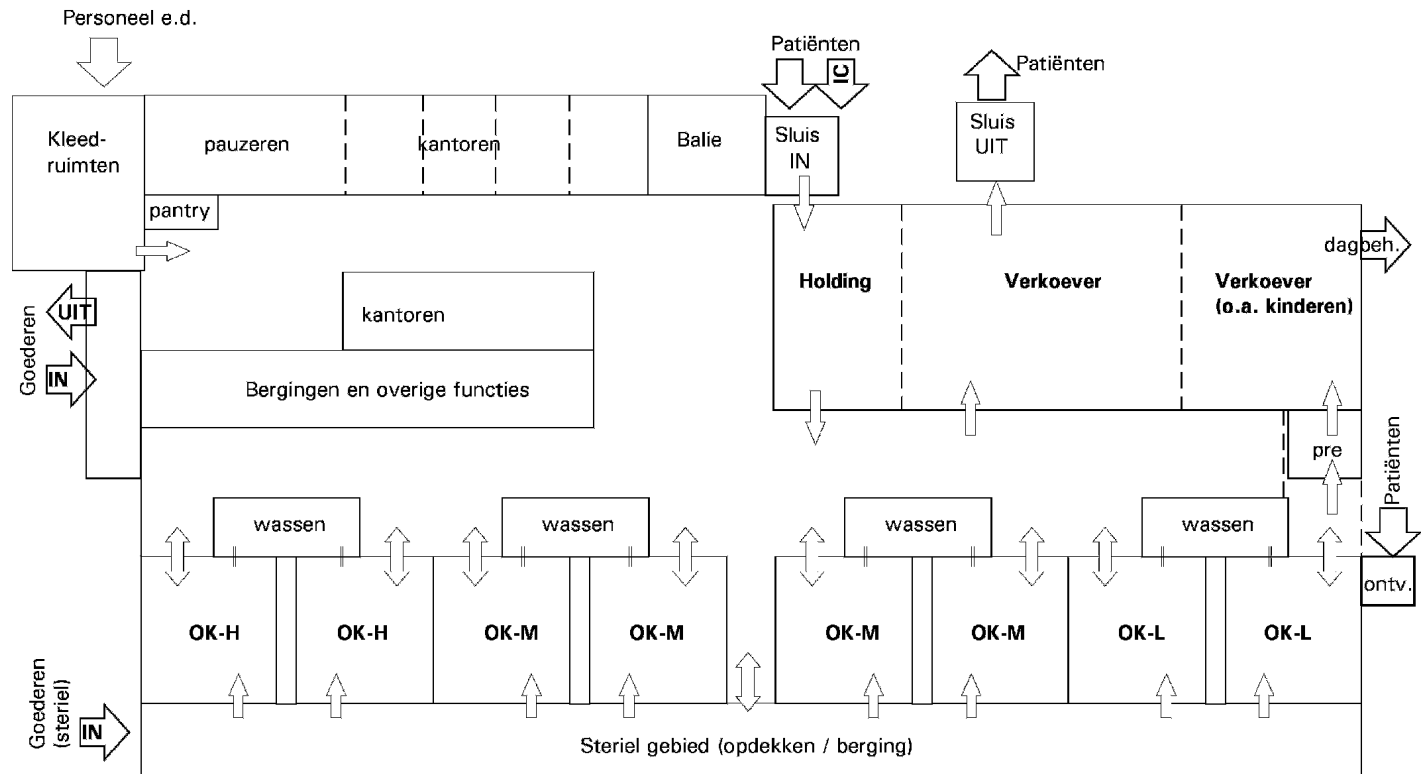 Personeel e.d.
Patiënten
IC
Patiënten
Kleed-
ruimten
pauzeren
kantoren
Balie
Sluis
IN
Sluis
UIT
pantry
dagbeh.
Holding
Verkoever
Verkoever
(o.a. kinderen)
UIT
Goederen
IN
kantoren
Bergingen en overige functies
pre
Patiënten
wassen
wassen
wassen
wassen
ontv.
OK-H
OK-H
OK-M
OK-M
OK-M
OK-M
OK-L
OK-L
Goederen
(steriel)
IN
Steriel gebied (opdekken / berging)